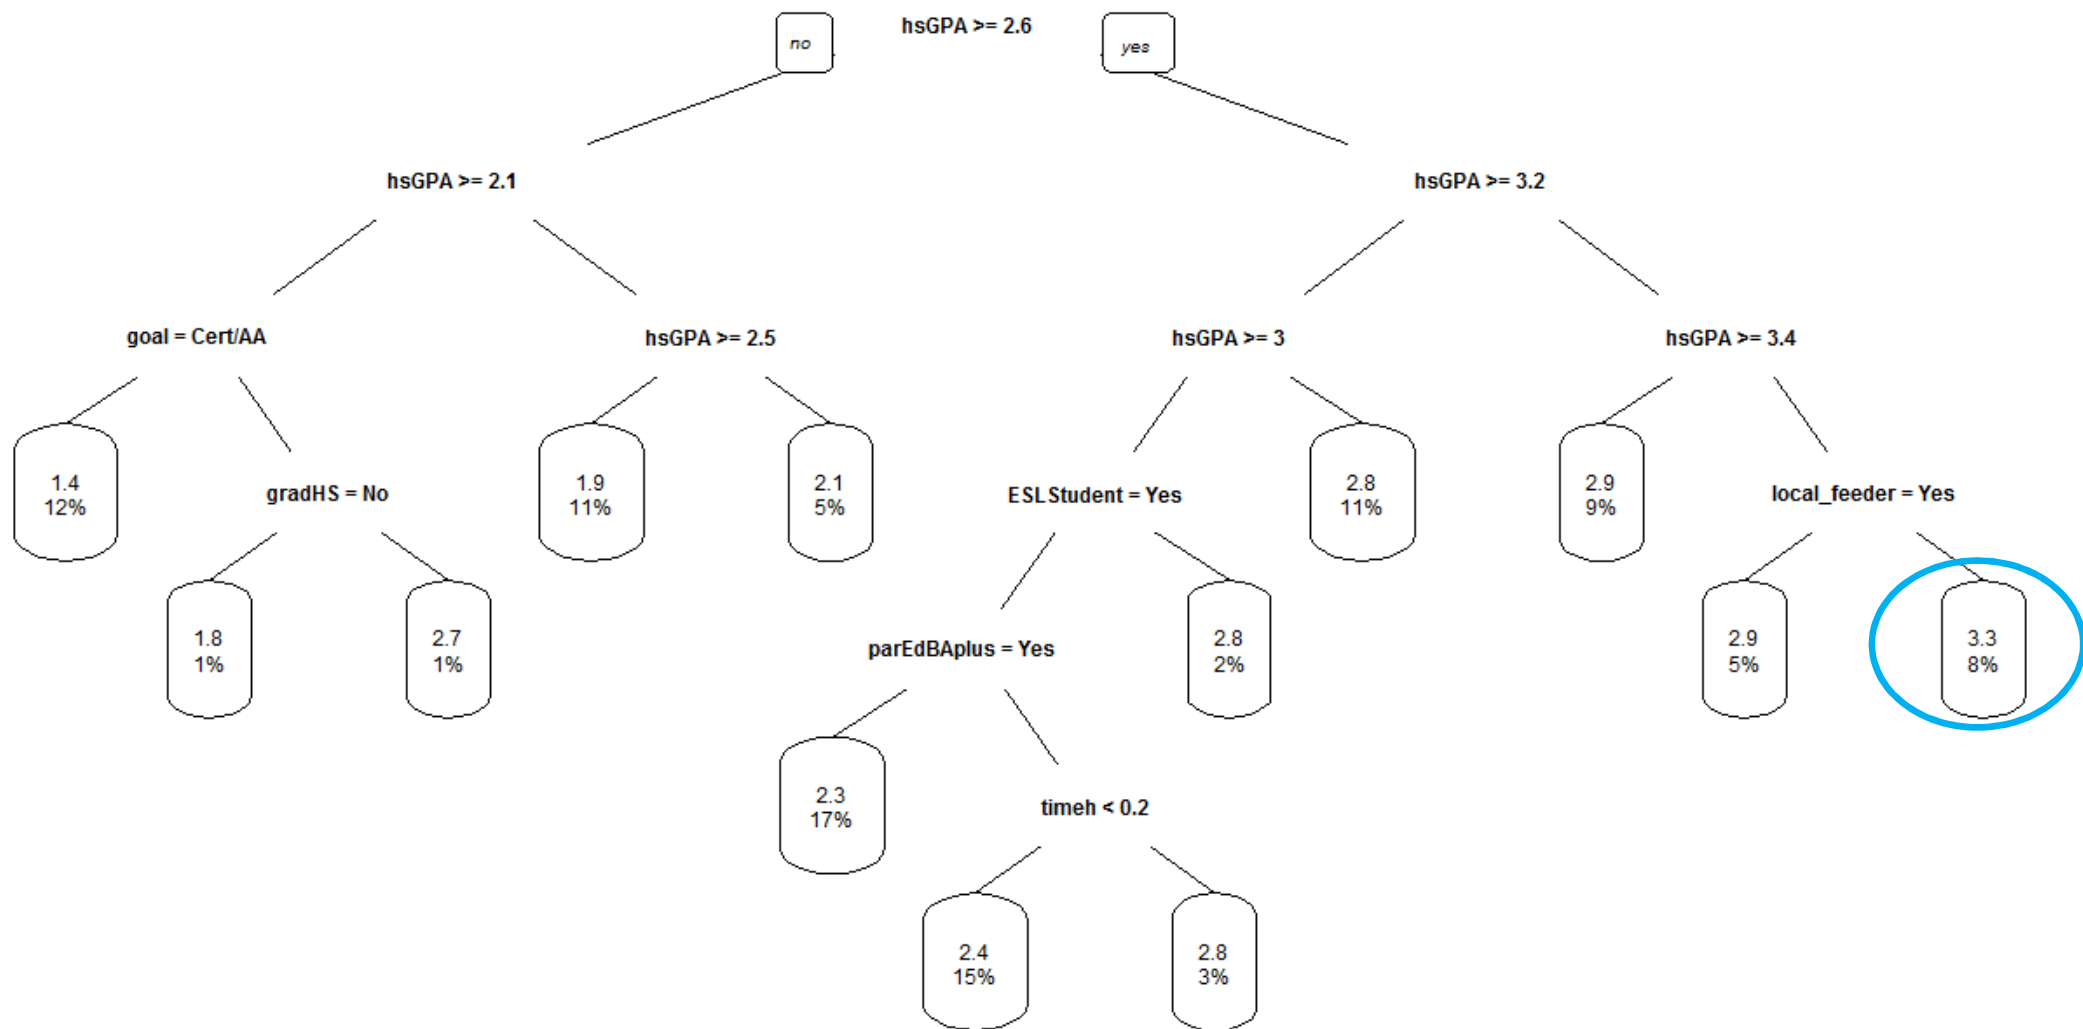 no
hsGPA >= 2.6
yes
hsGPA >= 2.1
hsGPA >= 3.2
goal = Cert/AA
hsGPA >= 2.5
hsGPA >= 3
hsGPA >= 3.4
1.4
12%
gradHS = No
1.9
11%
2.1
5%
ESLStudent = Yes
2.8
11%
2.9
9%
local_feeder = Yes
1.8
1%
2.7
1%
parEdBAplus = Yes
2.8
2%
2.9
5%
3.3
8%
2.3
17%
timeh < 0.2
2.4
15%
2.8
3%